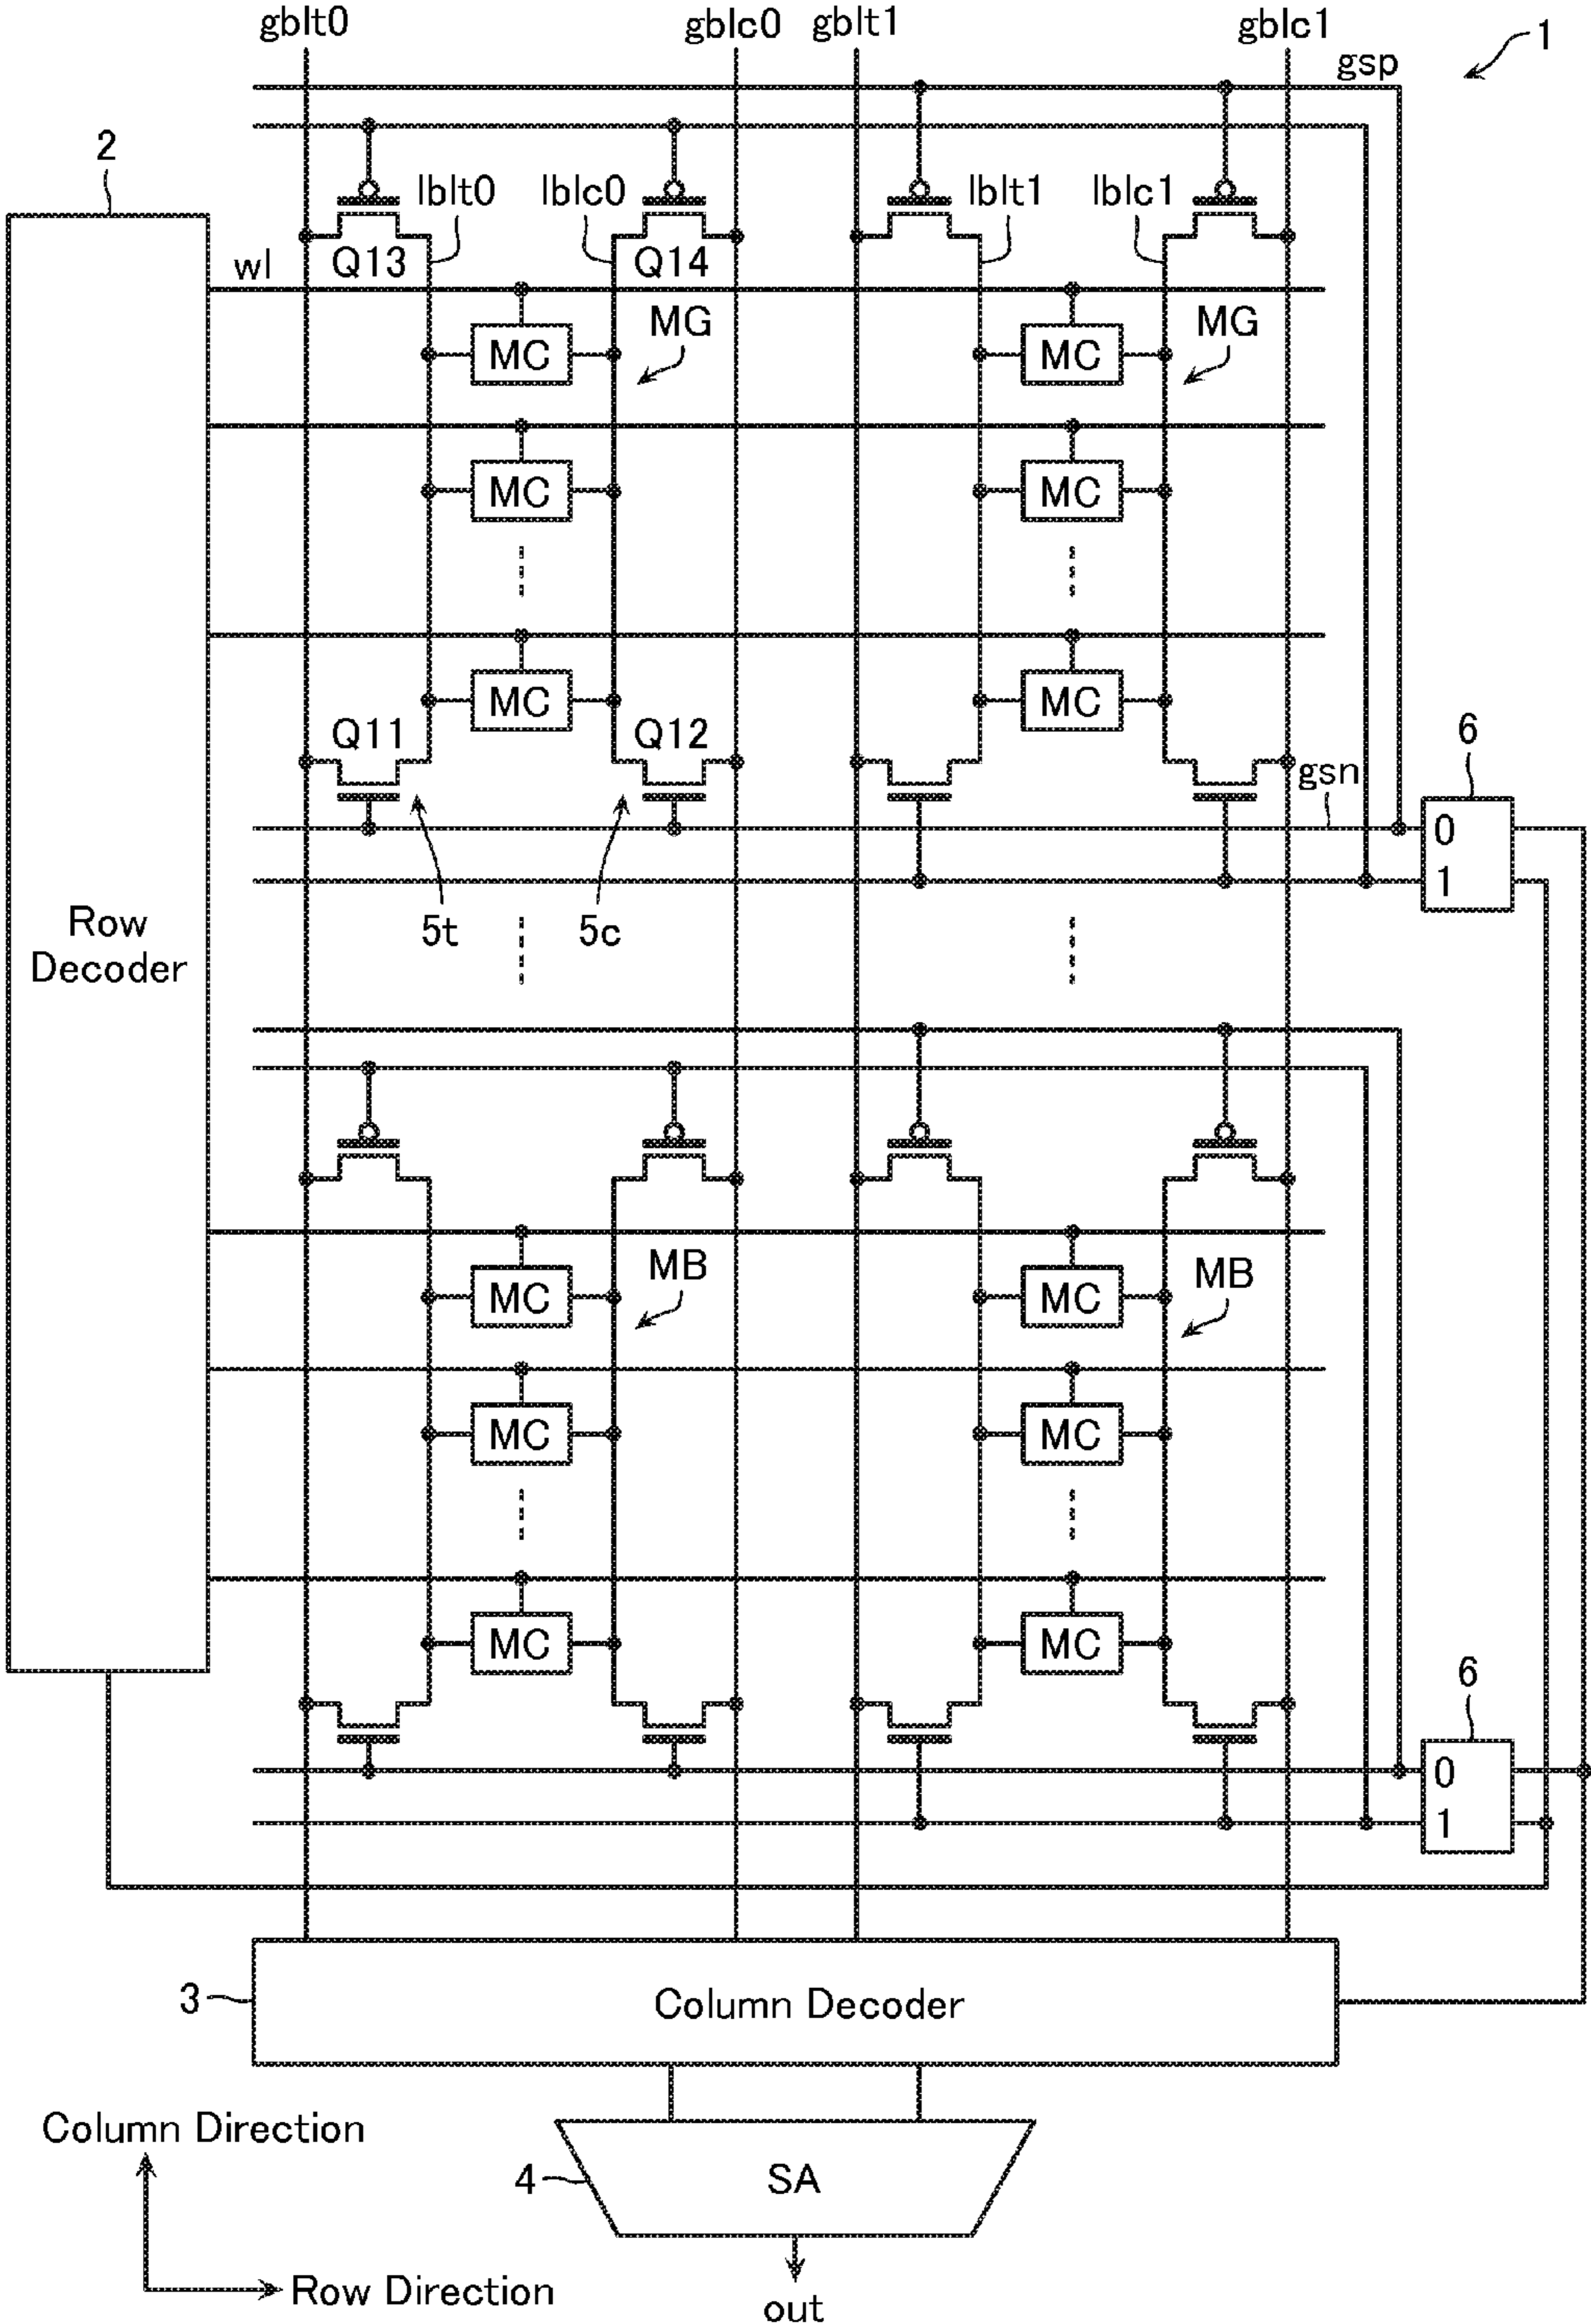 gblt0 gblc0 gblt1 gblc1
1
gsp
2
lblt0 lblc0 lblt1 lblc1
wl Q13 Q14
MG MG
MC MC
MC MC
MC MC
Q11 Q12
6
gsn
0
1
5t 5c
Row
Decoder
MB MB
MC MC
MC MC
MC MC
6
0
1
3 Column Decoder
Column Direction
4 SA
Row Direction
out